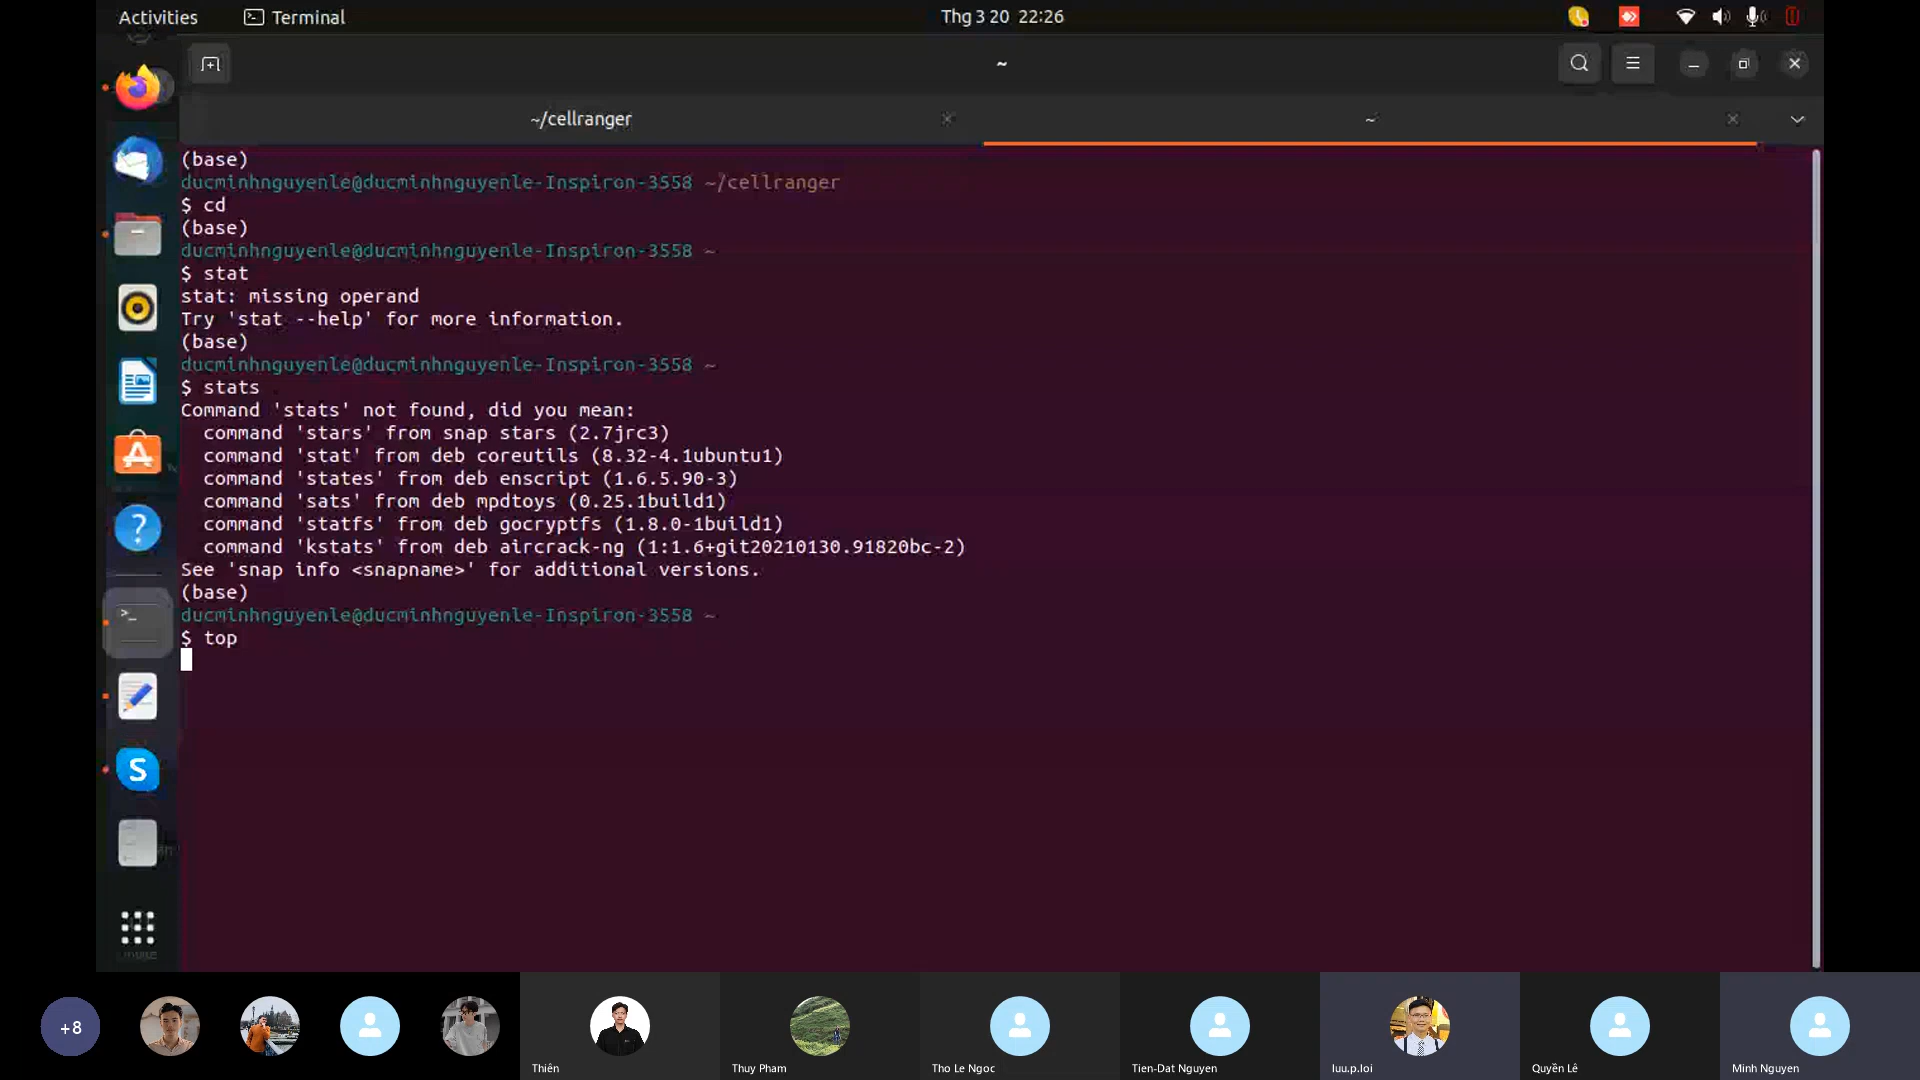 Activities
Terminal
Thg 3 20 22:26
~
~/cellranger
~
(base)
ducminhnguyenle@ducminhnguyenle-Inspiron-3558 ~/cellranger
$ cd
(base)
ducminhnguyenle@ducminhnguyenle-Inspiron-3558 ~
$ stat
stat: missing operand
Try 'stat --help' for more information.
(base)
ducminhnguyenle@ducminhnguyenle-Inspiron-3558 ~
$ stats
Command 'stats' not found, did you mean:
command 'stars' from snap stars (2.7jrc3)
command 'stat' from deb coreutils (8.32-4.1ubuntu1)
command 'states' from deb enscript (1.6.5.90-3)
command 'sats' from deb mpdtoys (0.25.1build1)
command 'statfs' from deb gocryptfs (1.8.0-1build1)
command 'kstats' from deb aircrack-ng (1:1.6+git20210130.91820bc-2)
See 'snap info <snapname>' for additional versions.
(base)
ducminhnguyenle@ducminhnguyenle-Inspiron-3558 ~
$ top
+8
Thiên
Thuy Pham
Tho Le Ngoc
Tien-Dat Nguyen
luu.p.loi
Quyền Lê
Minh Nguyen